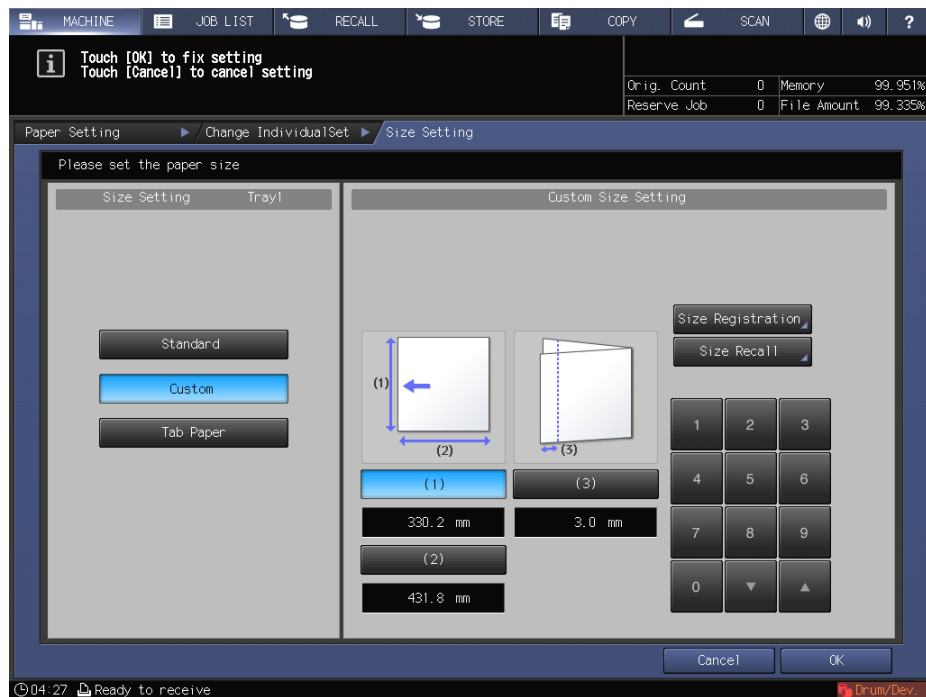 MACHINE JOB LIST RECALL STORE COPY SCAN ?
i Touch [OK] to fix setting
Touch [Cancel] to cancel setting
Orig. Count 0 Memory 99.951%
Reserve Job 0 File Amount 99.335%
Paper Setting Change IndividualSet Size Setting
Please set the paper size
Size Setting Tray1
Custom Size Setting
Standard
Custom
Tab Paper
(1)
(2)
(3)
(1)
330.2 mm
(2)
431.8 mm
(3)
3.0 mm
Size Registration
Size Recall
1 2 3
4 5 6
7 8 9
0
Cancel OK
04:27 Ready to receive Drum/Dev.